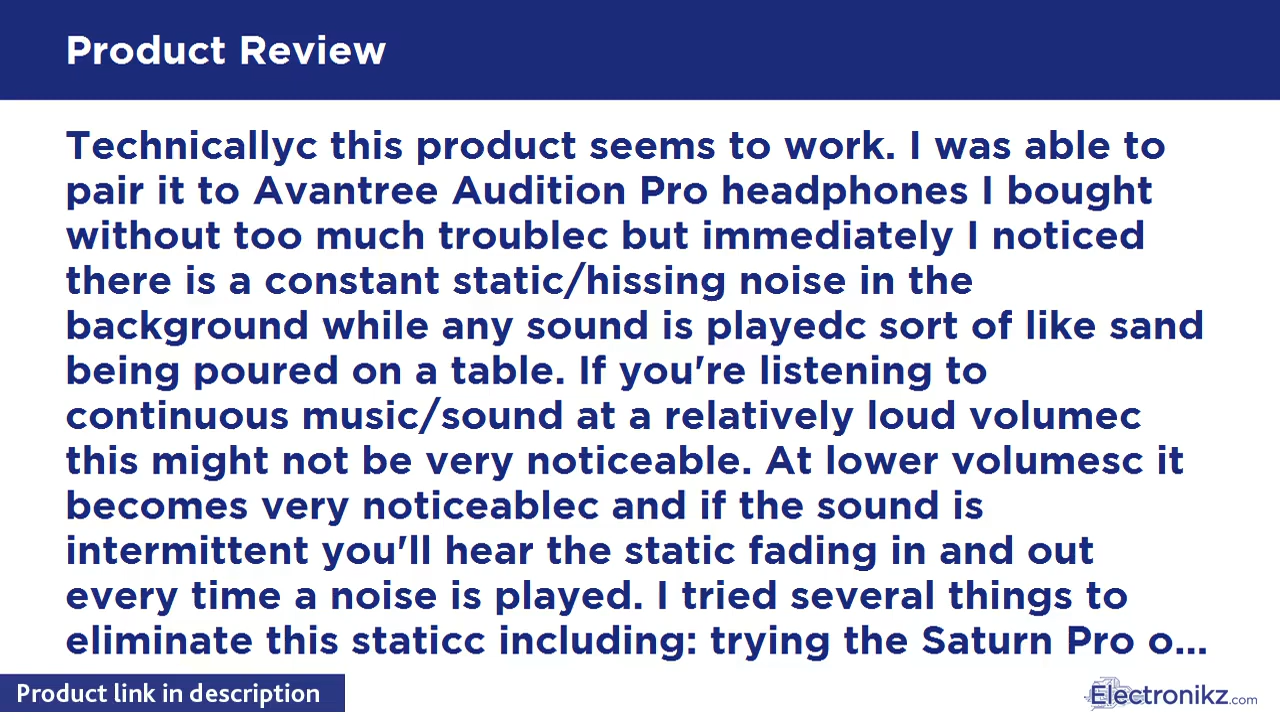 Product Review
Technicallyc this product seems to work. I was able to
pair it to Avantree Audition Pro headphones I bought
without too much troublec but immediately I noticed
there is a constant static/hissing noise in the
background while any sound is playedc sort of like sand
being poured on a table. If you're listening to
continuous music/sound at a relatively loud volumec
this might not be very noticeable. At lower volumesc it
becomes very noticeablec and if the sound is
intermittent you'll hear the static fading in and out
every time a noise is played. I tried several things to
eliminate this staticc including: trying the Saturn Pro o...
Product link in description
Electronikz.com